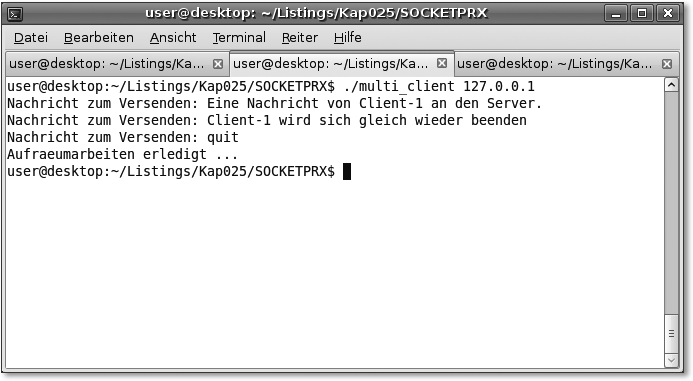 user@desktop: ~/Listings/Kap025/SOCKETPRX
Datei Bearbeiten Ansicht Terminal Reiter Hilfe
user@desktop: ~/Listings/Ka... user@desktop: ~/Listings/Ka... user@desktop: ~/Listings/Ka...
user@desktop:~/Listings/Kap025/SOCKETPRX$ ./multi_client 127.0.0.1
Nachricht zum Versenden: Eine Nachricht von Client-1 an den Server.
Nachricht zum Versenden: Client-1 wird sich gleich wieder beenden
Nachricht zum Versenden: quit
Aufraeumarbeiten erledigt ...
user@desktop:~/Listings/Kap025/SOCKETPRX$